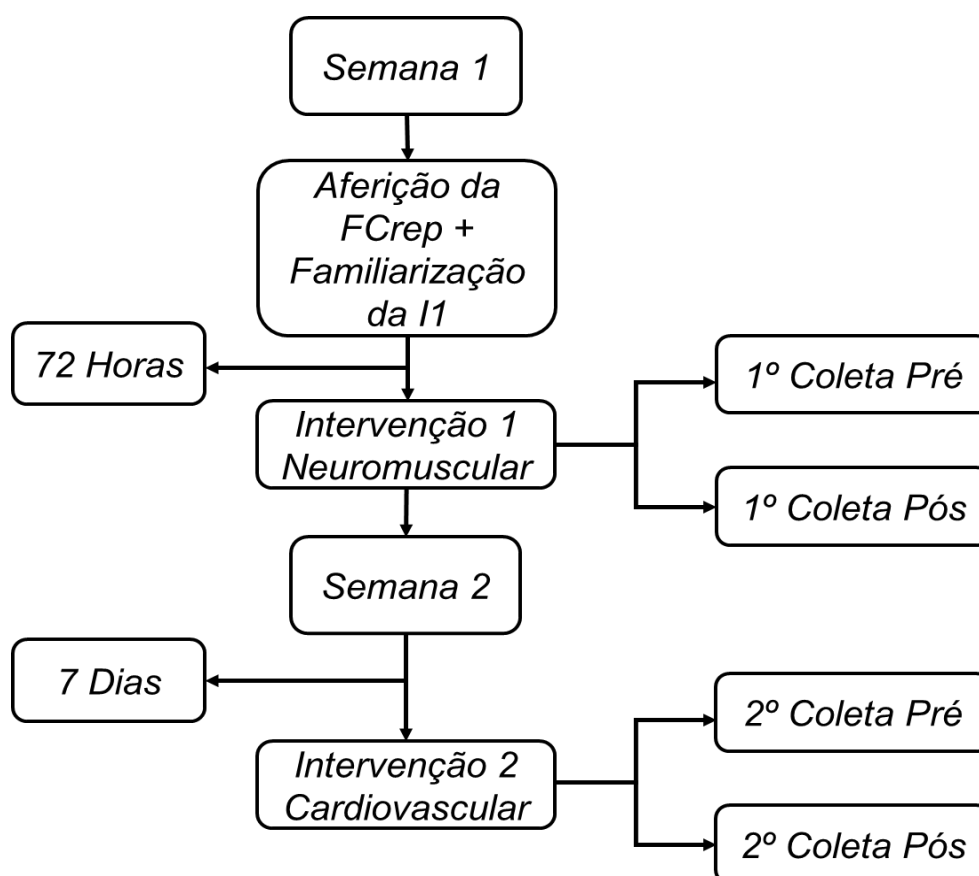 Semana 1
Aferição da
FCrep +
Familiarização
da I1
72 Horas
1º Coleta Pré
Intervenção 1
Neuromuscular
1º Coleta Pós
Semana 2
7 Dias
2º Coleta Pré
Intervenção 2
Cardiovascular
2º Coleta Pós